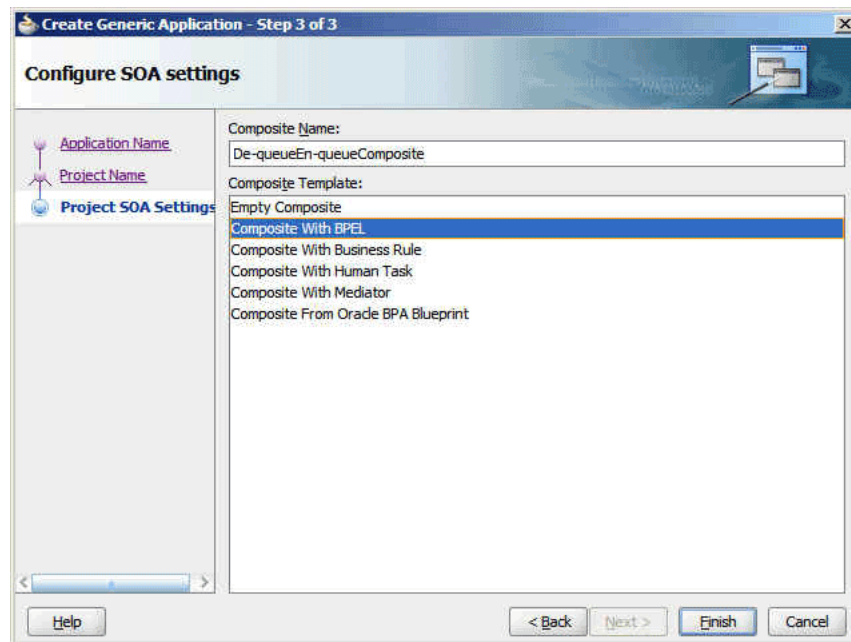 Create Generic Application - Step 3 of 3
Configure SOA settings
Application Name
Project Name
Project SOA Settings
Composite Name:
De-queueEn-queueComposite
Composite Template:
Empty Composite
Composite With BPEL
Composite With Business Rule
Composite With Human Task
Composite With Mediator
Composite From Oracle BPA Blueprint
Help
< Back
Next >
Finish
Cancel